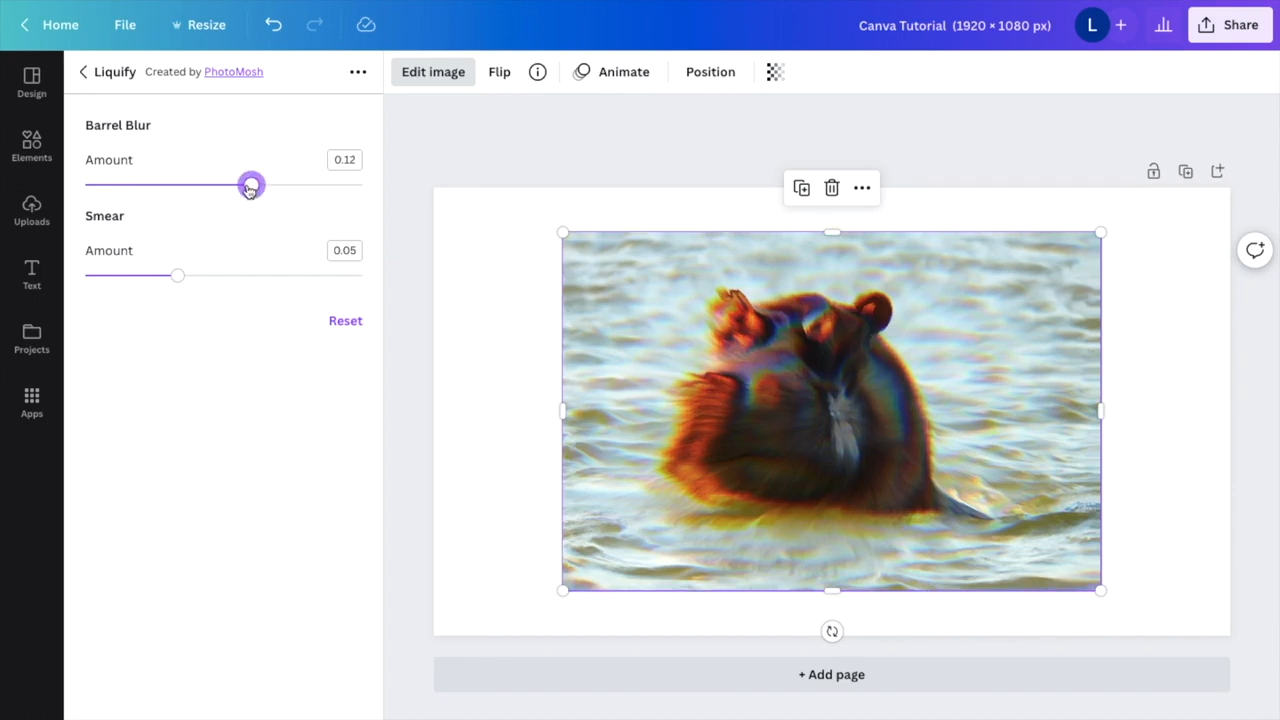 Home File Resize Canva Tutorial (1920 × 1080 px) L + Share
Liquify Created by PhotoMosh
Edit image Flip Animate Position
Design
Elements
Uploads
Text
Projects
Apps
Barrel Blur
Amount 0.12
Smear
Amount 0.05
Reset
+ Add page